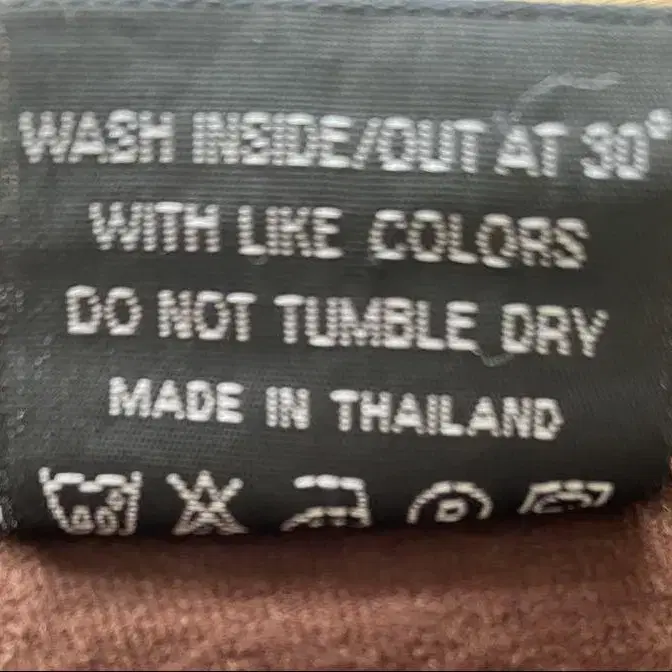 WASH INSIDE/OUT AT 30°
WITH LIKE COLORS
DO NOT TUMBLE DRY
MADE IN THAILAND
P